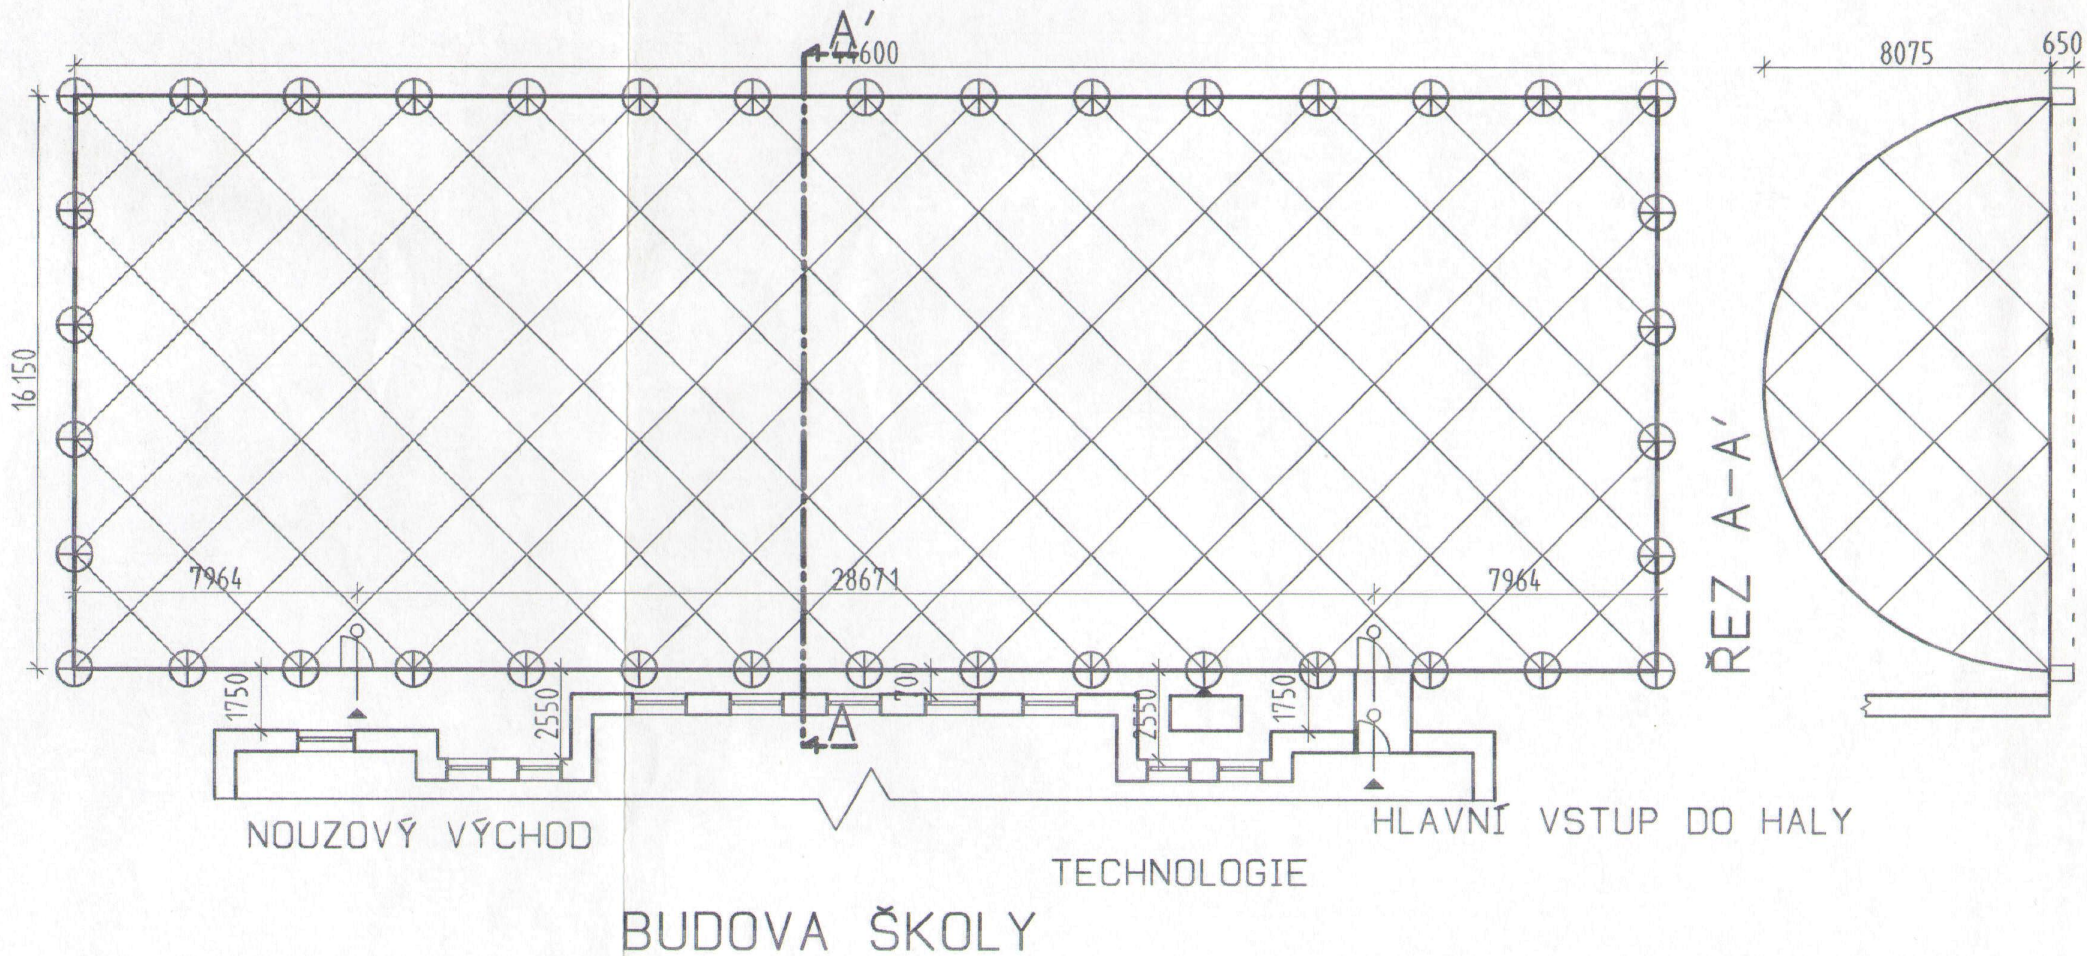 A'
44600
8075
650
16150
7964
28671
7964
1750
2550
700
2550
1750
A
ŘEZ A-A'
NOUZOVÝ VÝCHOD
HLAVNÍ VSTUP DO HALY
TECHNOLOGIE
BUDOVA ŠKOLY